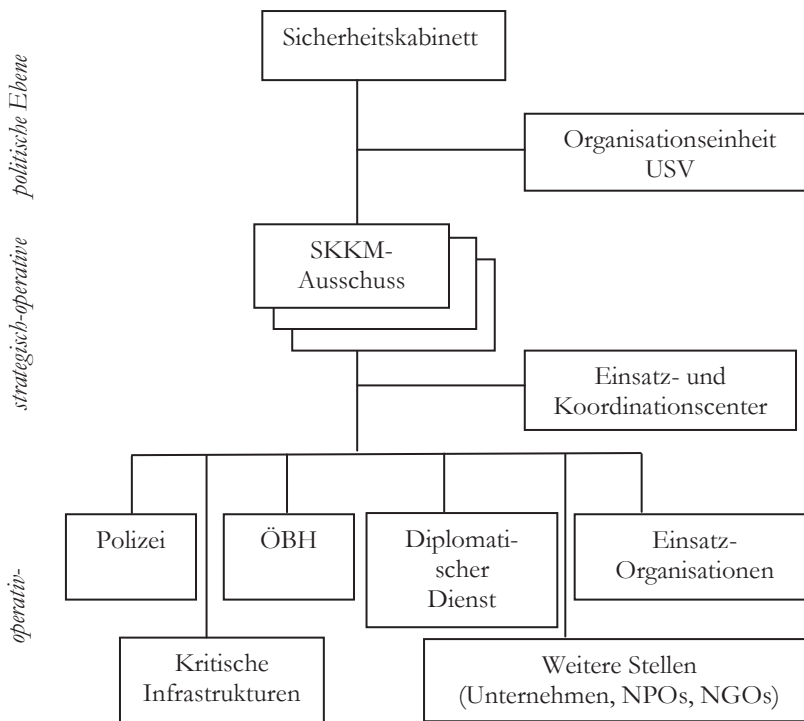 Sicherheitskabinett
politische Ebene
Organisationseinheit
USV
SKKM-
Ausschuss
strategisch-operative
Einsatz- und
Koordinationscenter
Polizei
ÖBH
Diplomati-
scher
Dienst
Einsatz-
Organisationen
operativ-
Kritische
Infrastrukturen
Weitere Stellen
(Unternehmen, NPOs, NGOs)